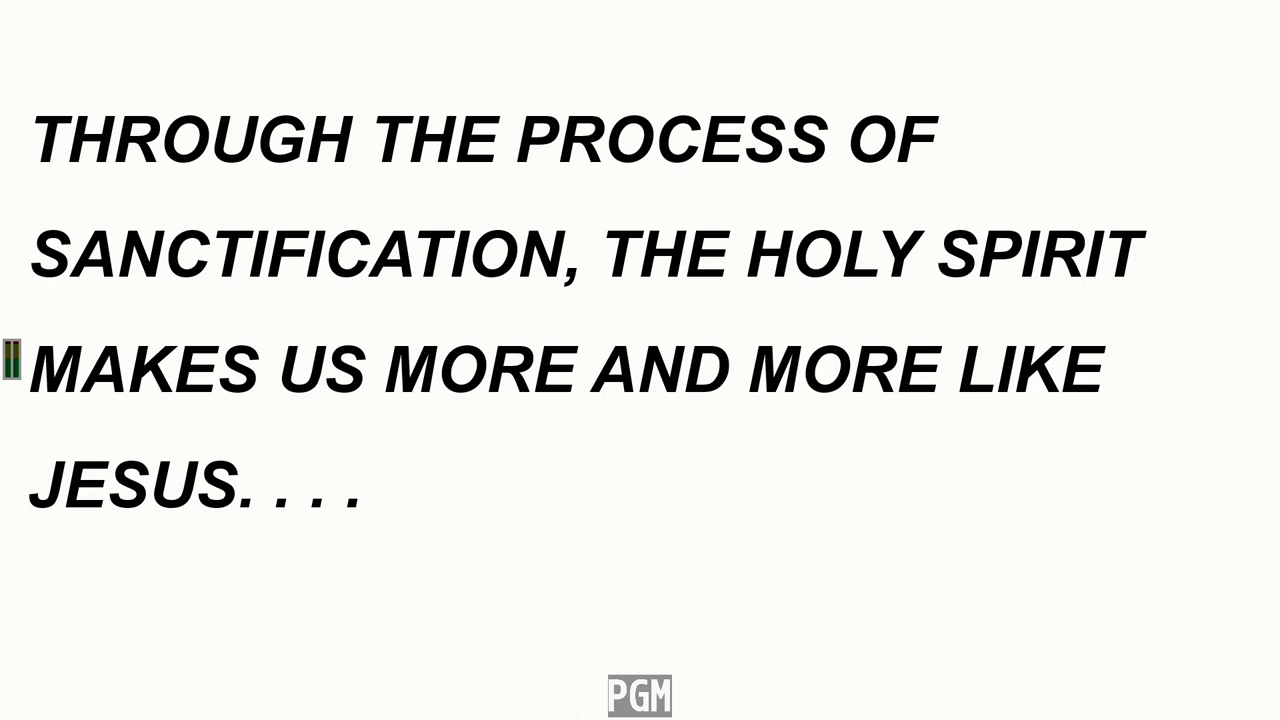 THROUGH THE PROCESS OF
SANCTIFICATION, THE HOLY SPIRIT
MAKES US MORE AND MORE LIKE
JESUS. . . .
PGM